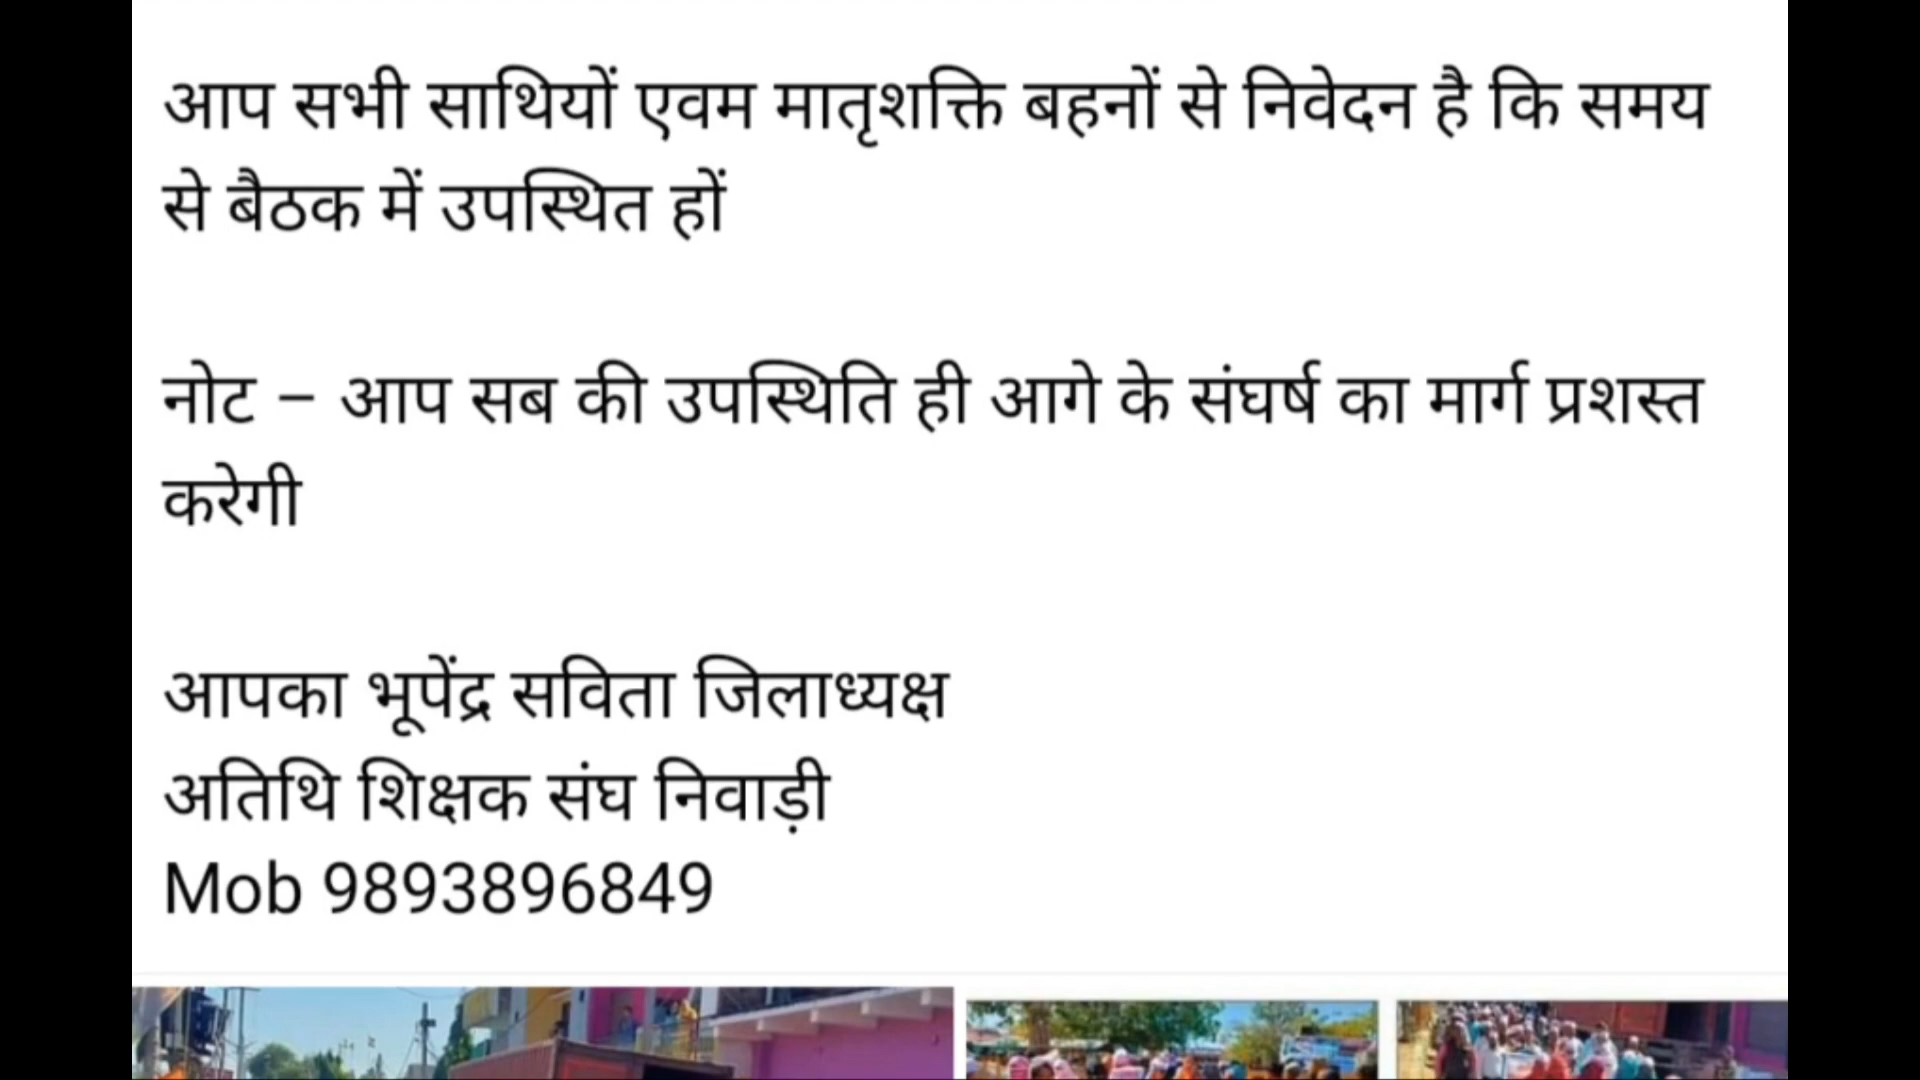 आप सभी साथियों एवम मातृशक्ति बहनों से निवेदन है कि समय
से बैठक में उपस्थित हों
नोट – आप सब की उपस्थिति ही आगे के संघर्ष का मार्ग प्रशस्त
करेगी
आपका भूपेंद्र सविता जिलाध्यक्ष
अतिथि शिक्षक संघ निवाड़ी
Mob 9893896849